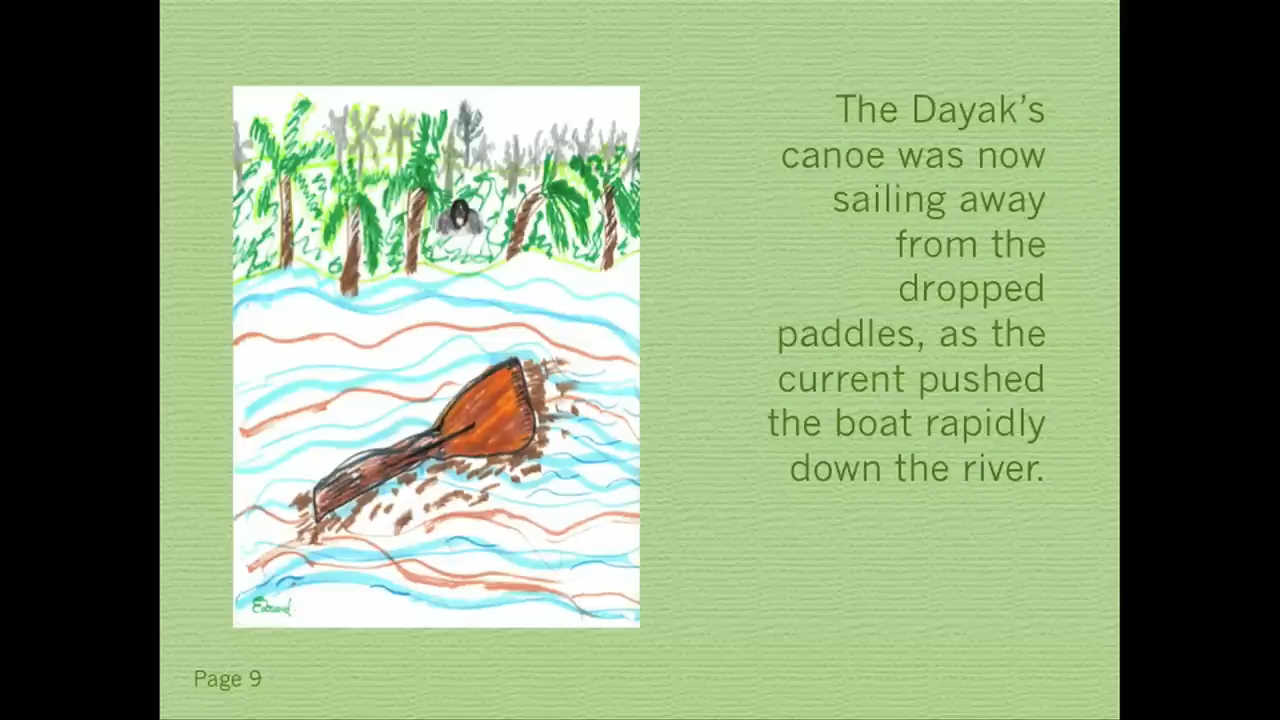 The Dayak's
canoe was now
sailing away
from the
dropped
paddles, as the
current pushed
the boat rapidly
down the river.
Page 9